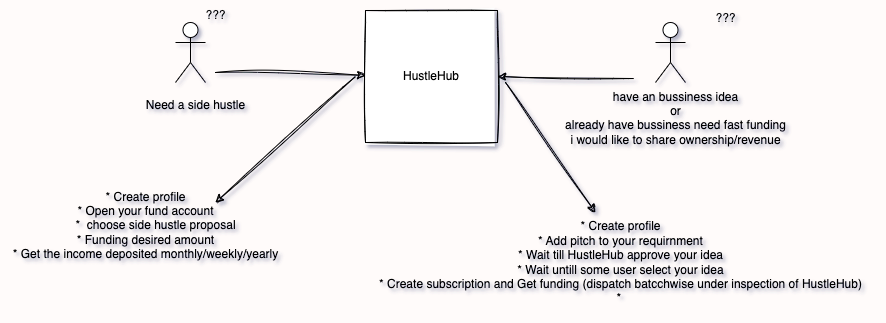 ???
Need a side hustle
HustleHub
???
have an bussiness idea
or
already have bussiness need fast funding
i would like to share ownership/revenue
* Create profile
* Open your fund account
* choose side hustle proposal
* Funding desired amount
* Get the income deposited monthly/weekly/yearly
* Create profile
* Add pitch to your requirnment
* Wait till HustleHub approve your idea
* Wait untill some user select your idea
* Create subscription and Get funding (dispatch batcchwise under inspection of HustleHub)
*